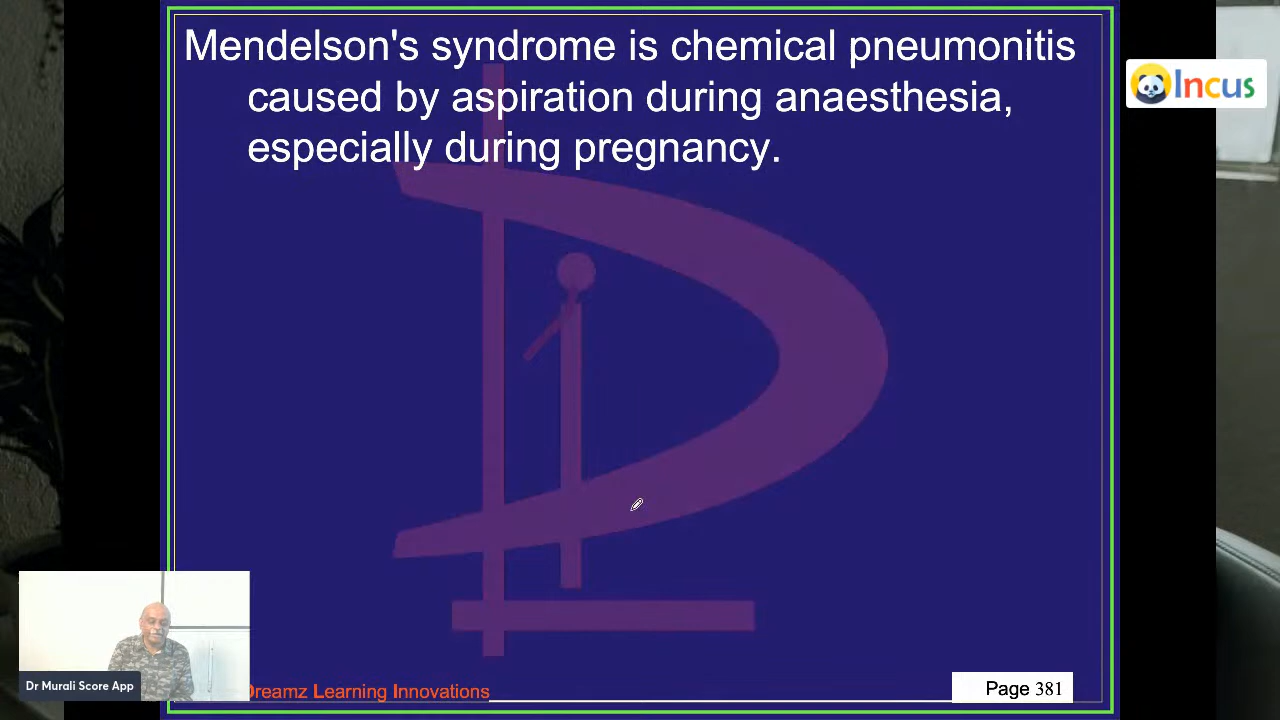 Mendelson's syndrome is chemical pneumonitis
caused by aspiration during anaesthesia,
especially during pregnancy.
Incus
Dr Murali Score App
Dreamz Learning Innovations
Page 381